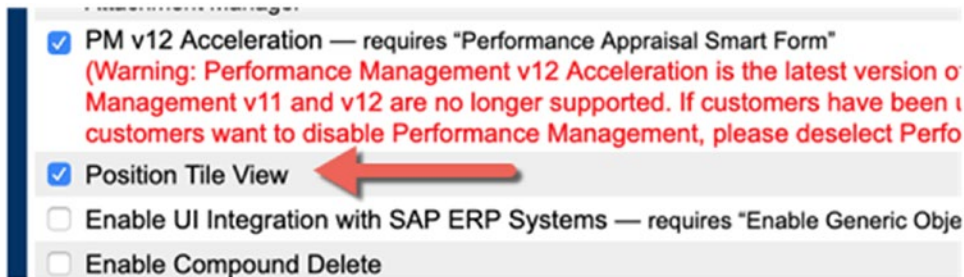 Attachment Manager
PM v12 Acceleration — requires “Performance Appraisal Smart Form”
(Warning: Performance Management v12 Acceleration is the latest version o
Management v11 and v12 are no longer supported. If customers have been u
customers want to disable Performance Management, please deselect Perfo
Position Tile View
Enable UI Integration with SAP ERP Systems — requires “Enable Generic Obje
Enable Compound Delete